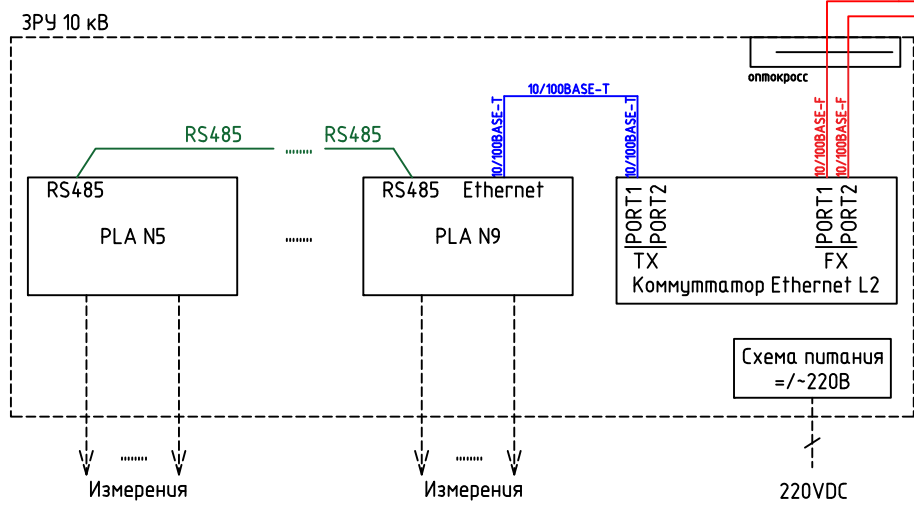 ЗРУ 10 кВ
оптокросс
10/100BASE-T
10/100BASE-T
10/100BASE-T
10/100BASE-F
10/100BASE-F
RS485
........
RS485
RS485
PLA N5
........
RS485
Ethernet
PLA N9
PORT1
PORT2
TX
PORT1
PORT2
FX
Коммуттатор Ethernet L2
Схема питания
=/~220В
........
Измерения
........
Измерения
220VDC